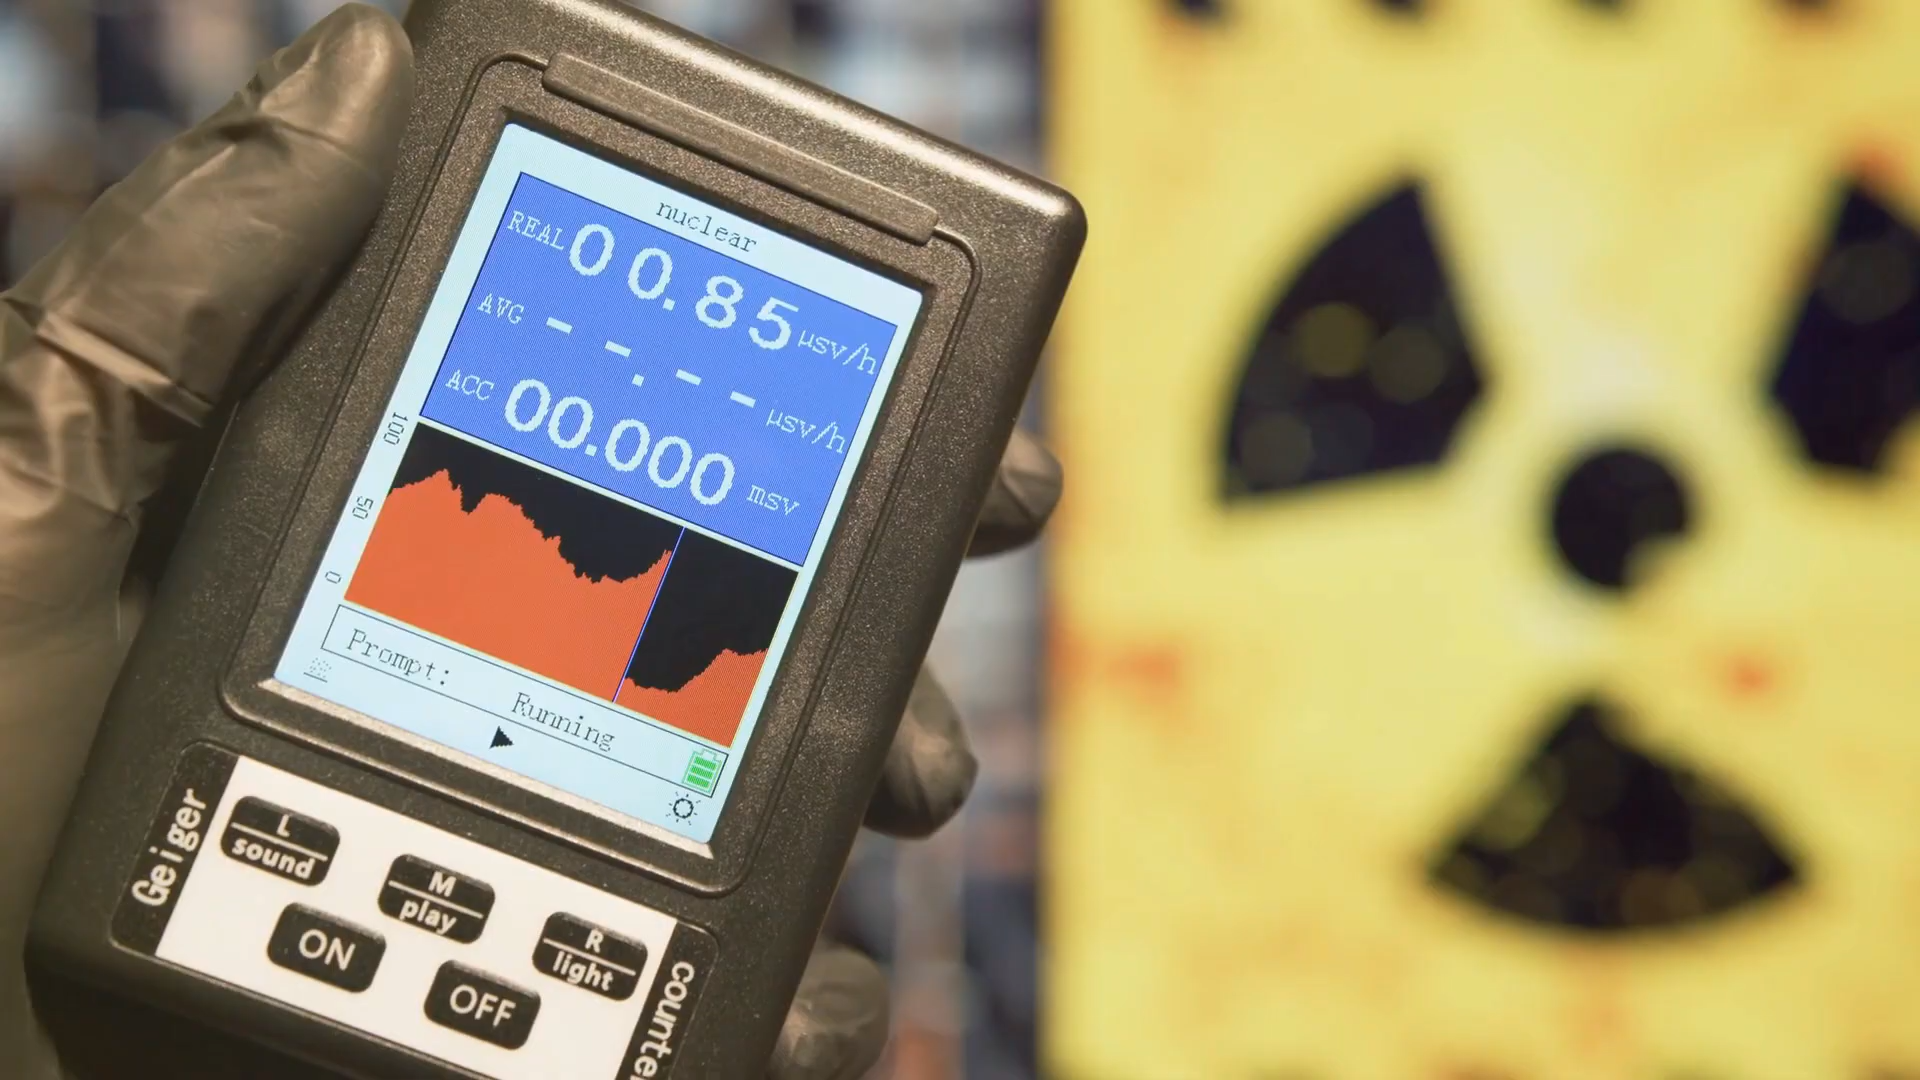 nuclear
REAL 00.85 μsv/h
AVG --.-- μsv/h
ACC 00.000 msv
100
50
0
Prompt:
Running
Geiger
L
sound
M
play
R
light
ON
OFF
counter